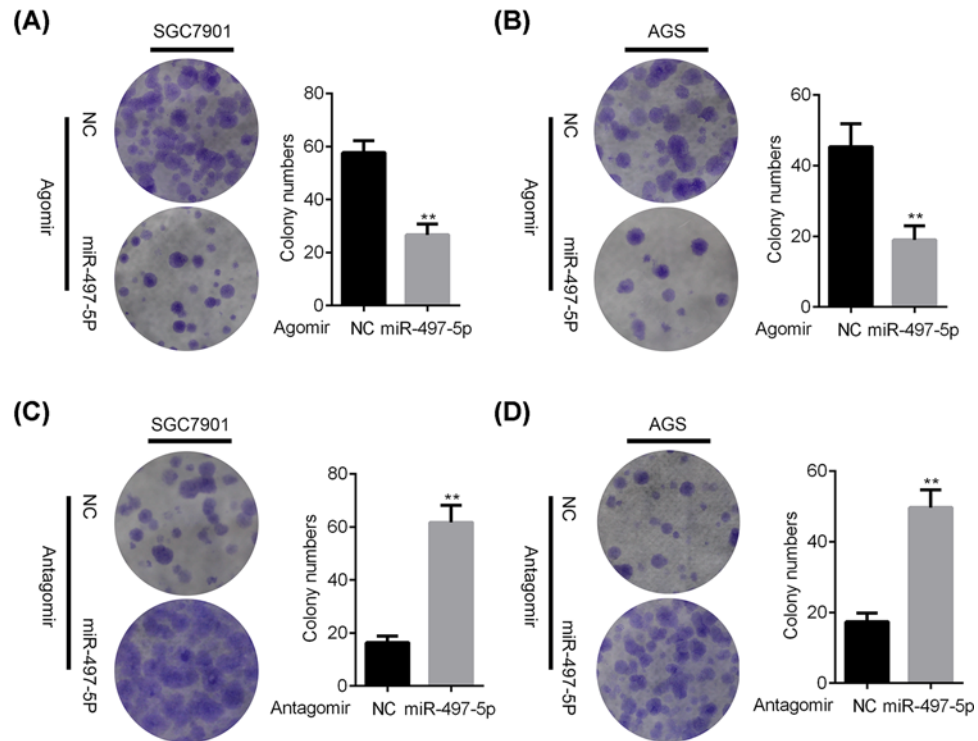 (A)
SGC7901
NC
miR-497-5P
Agomir
Colony numbers
80
60
40
20
0
**
Agomir NC miR-497-5p
(B)
AGS
NC
miR-497-5P
Agomir
Colony numbers
60
40
20
0
**
Agomir NC miR-497-5p
(C)
SGC7901
NC
miR-497-5P
Antagomir
Colony numbers
80
60
40
20
0
**
Antagomir NC miR-497-5p
(D)
AGS
NC
miR-497-5P
Antagomir
Colony numbers
60
40
20
0
**
Antagomir NC miR-497-5p